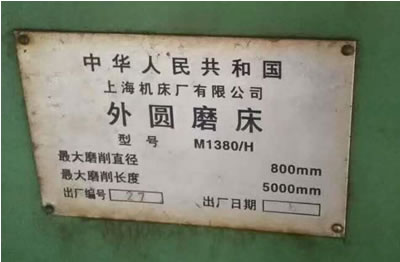 中华人民共和国
上海机床厂有限公司
外圆磨床
型号 M1380/H
最大磨削直径 800mm
最大磨削长度 5000mm
出厂编号 27 出厂日期